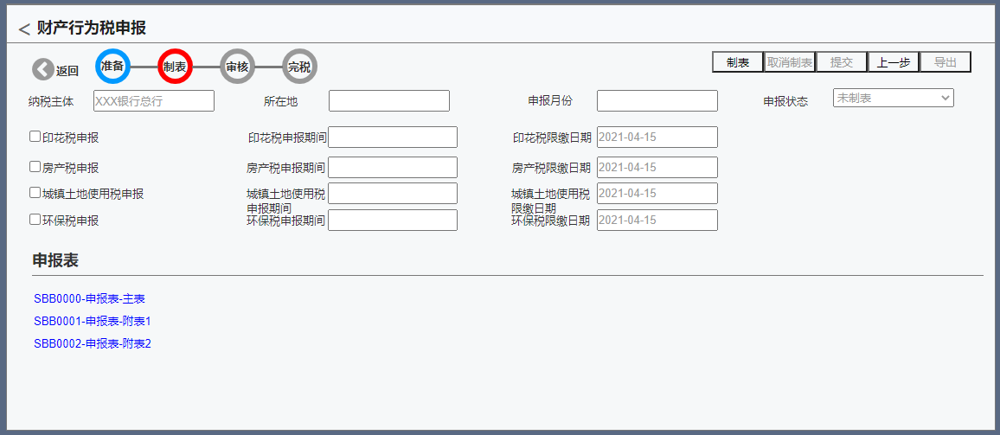 < 财产行为税申报
返回 准备 制表 审核 完税 制表 取消制表 提交 上一步 导出
纳税主体 XXX银行总行 所在地 申报月份 申报状态 未制表
印花税申报 印花税申报期间 印花税限缴日期 2021-04-15
房产税申报 房产税申报期间 房产税限缴日期 2021-04-15
城镇土地使用税申报 城镇土地使用税 城镇土地使用税 2021-04-15
申报期间 限缴日期
环保税申报 环保税申报期间 环保税限缴日期 2021-04-15
申报表
SBB0000-申报表-主表
SBB0001-申报表-附表1
SBB0002-申报表-附表2